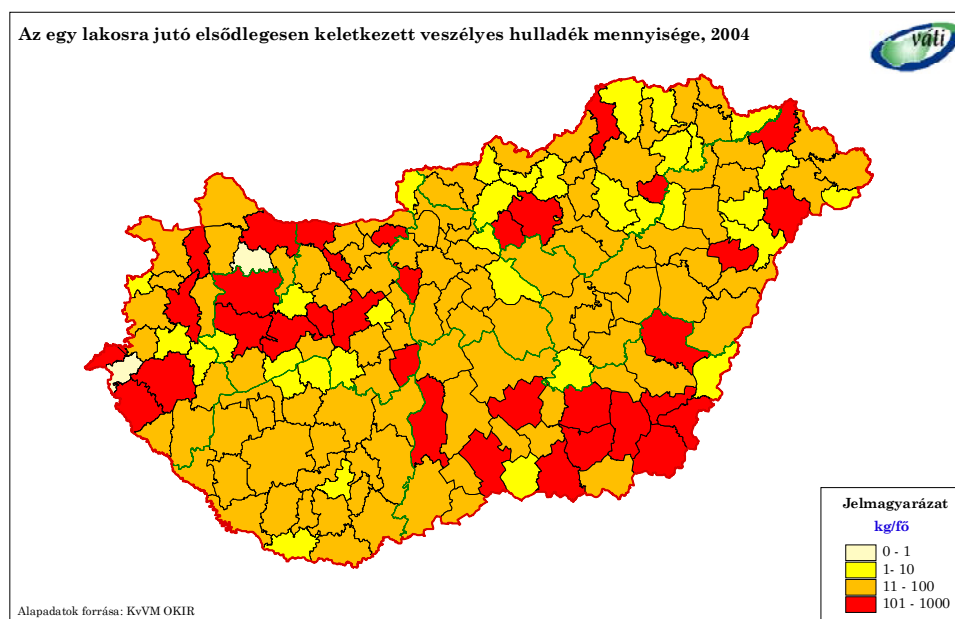 Az egy lakosra jutó elsődlegesen keletkezett veszélyes hulladék mennyisége, 2004
váti
Jelmagyarázat
kg/fő
0 - 1
1- 10
11 - 100
101 - 1000
Alapadatok forrása: KvVM OKIR